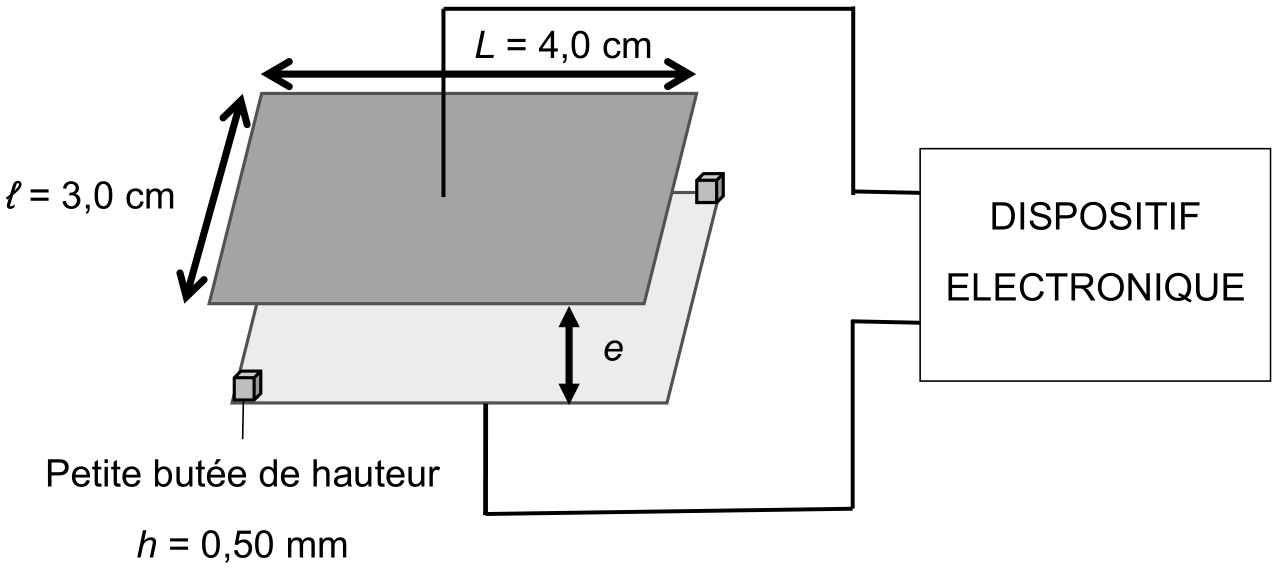 L = 4,0 cm
ℓ = 3,0 cm
DISPOSITIF
ELECTRONIQUE
e
Petite butée de hauteur
h = 0,50 mm